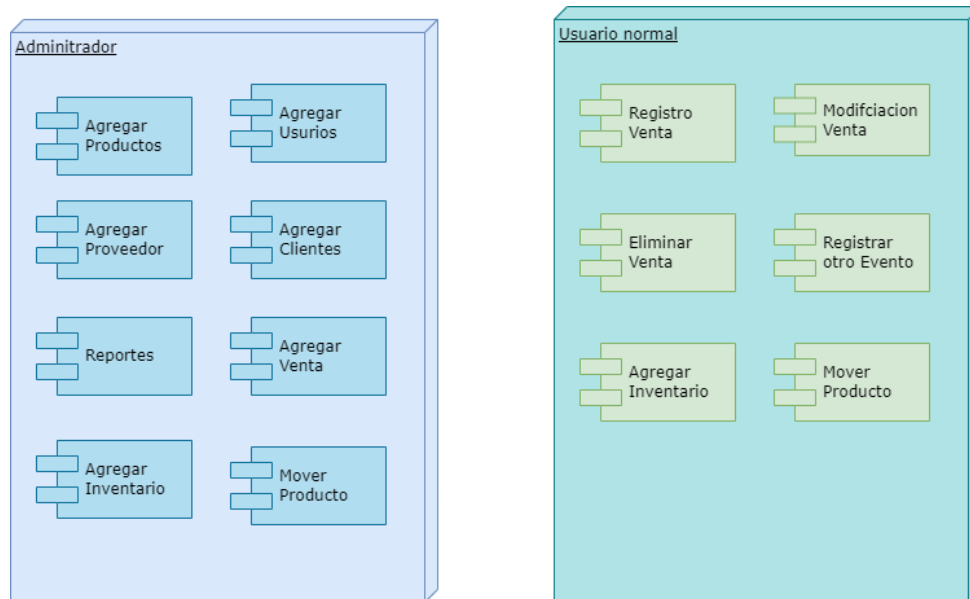 Adminitrador
Agregar
Productos
Agregar
Usurios
Agregar
Proveedor
Agregar
Clientes
Reportes
Agregar
Venta
Agregar
Inventario
Mover
Producto
Usuario normal
Registro
Venta
Modifciacion
Venta
Eliminar
Venta
Registrar
otro Evento
Agregar
Inventario
Mover
Producto